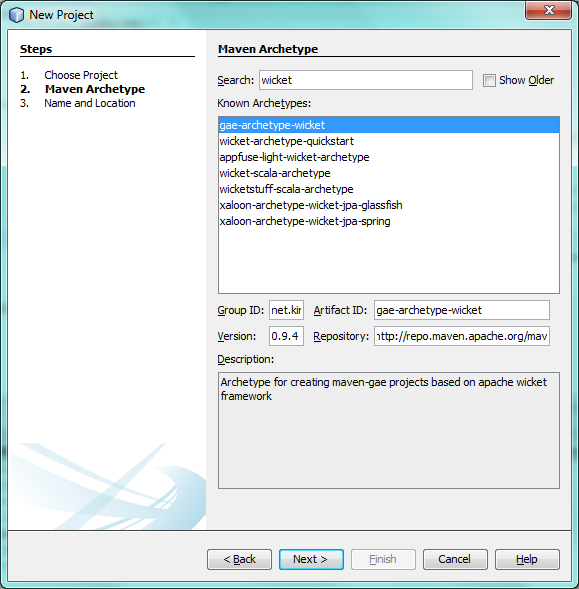 New Project
Steps
1. Choose Project
2. Maven Archetype
3. Name and Location
Maven Archetype
Search: wicket Show Older
Known Archetypes:
gae-archetype-wicket
wicket-archetype-quickstart
appfuse-light-wicket-archetype
wicket-scala-archetype
wicketstuff-scala-archetype
xaloon-archetype-wicket-jpa-glassfish
xaloon-archetype-wicket-jpa-spring
Group ID: net.kir Artifact ID: gae-archetype-wicket
Version: 0.9.4 Repository: http://repo.maven.apache.org/mav
Description:
Archetype for creating maven-gae projects based on apache wicket
framework
< Back Next > Finish Cancel Help